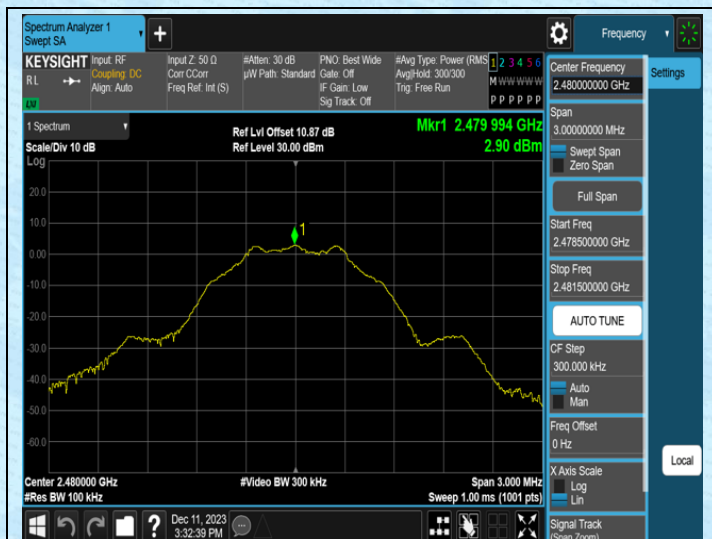 Spectrum Analyzer 1
Swept SA
+
Frequency
KEYSIGHT
R L
LXI
Input: RF
Coupling: DC
Align: Auto
Input Z: 50 Ω
Corr CCorr
Freq Ref: Int (S)
#Atten: 30 dB
µW Path: Standard
PNO: Best Wide
Gate: Off
IF Gain: Low
Sig Track: Off
#Avg Type: Power (RMS
Avg|Hold: 300/300
Trig: Free Run
1 2 3 4 5 6
M W W W W W
P P P P P P
1 Spectrum
Scale/Div 10 dB
Log
Ref Lvl Offset 10.87 dB
Ref Level 30.00 dBm
Mkr1 2.479 994 GHz
2.90 dBm
20.0
10.0
0.00
-10.0
-20.0
-30.0
-40.0
-50.0
-60.0
1
Center 2.480000 GHz
#Res BW 100 kHz
#Video BW 300 kHz
Span 3.000 MHz
Sweep 1.00 ms (1001 pts)
Dec 11, 2023
3:32:39 PM
?
Center Frequency
2.480000000 GHz
Settings
Span
3.00000000 MHz
Swept Span
Zero Span
Full Span
Start Freq
2.478500000 GHz
Stop Freq
2.481500000 GHz
AUTO TUNE
CF Step
300.000 kHz
Auto
Man
Freq Offset
0 Hz
X Axis Scale
Log
Lin
Local
Signal Track
(Span Zoom)